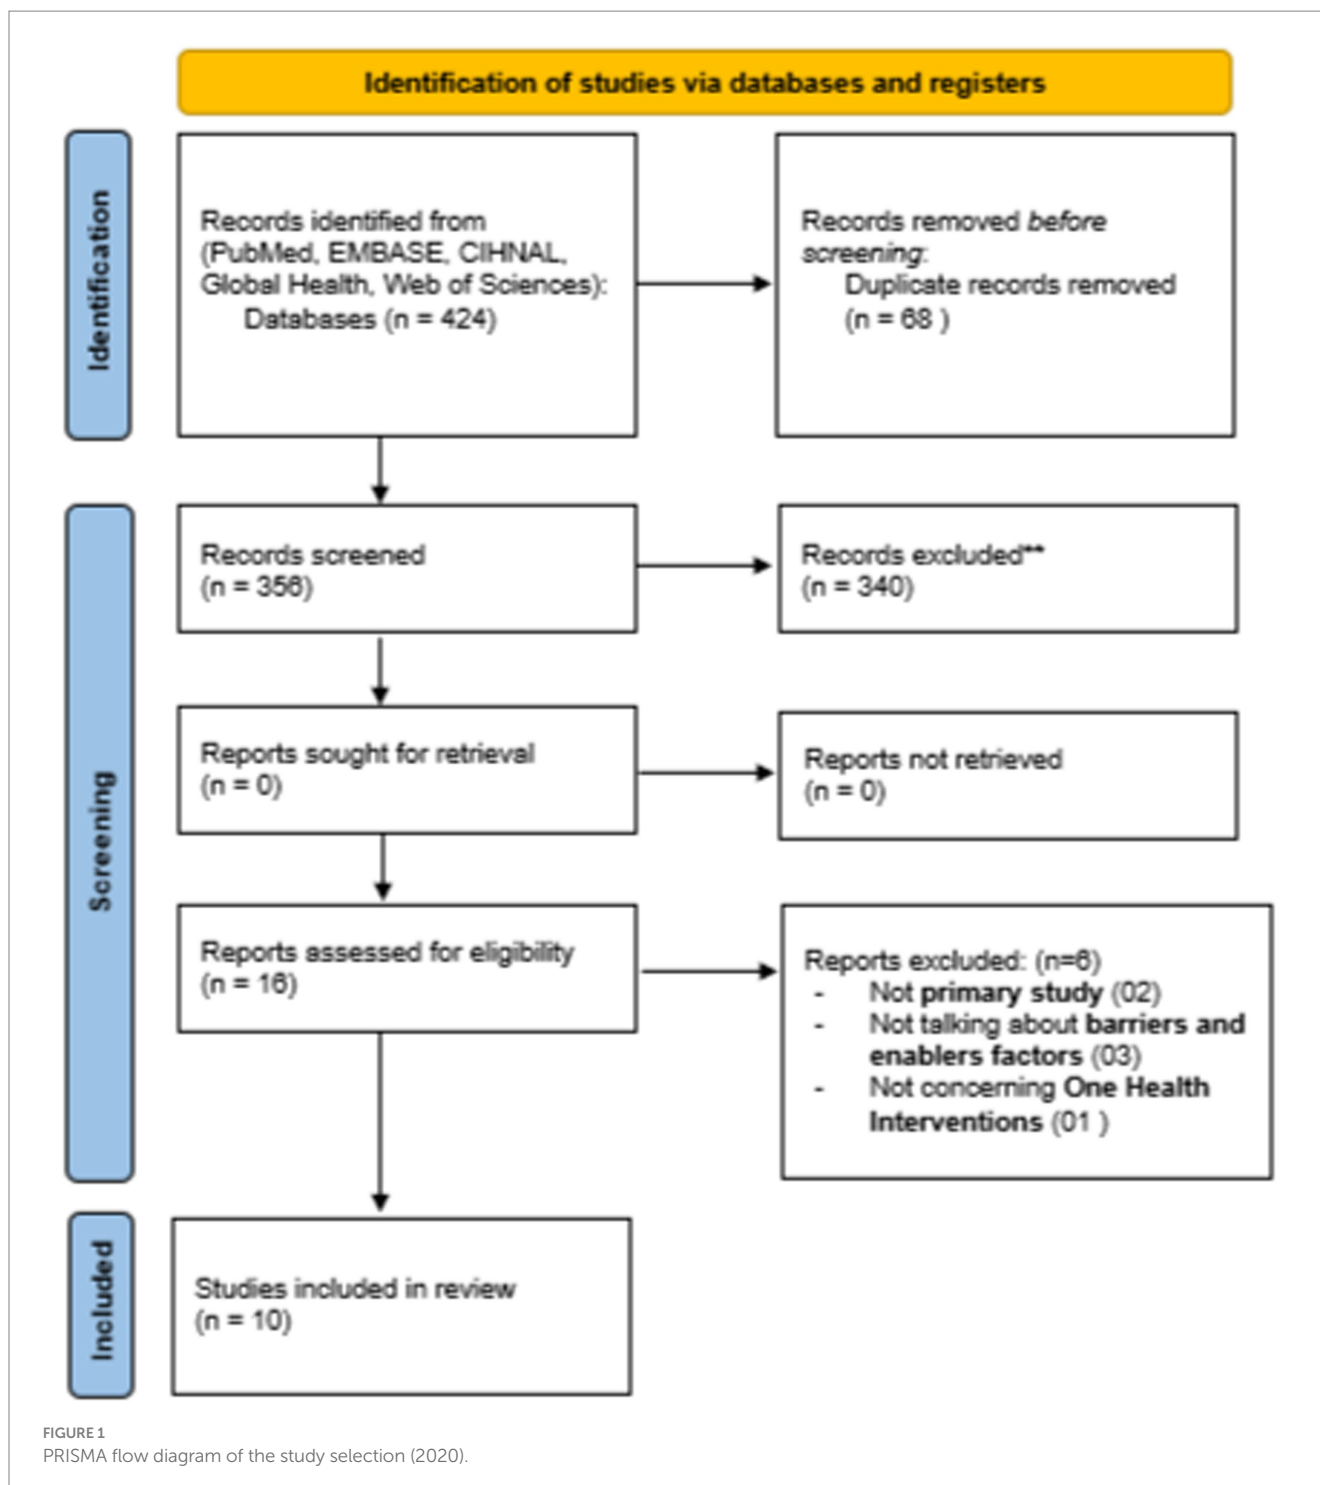 Identification of studies via databases and registers
Identification
Records identified from
(PubMed, EMBASE, CIHNAL,
Global Health, Web of Sciences):
Databases (n = 424)
Records removed before
screening:
Duplicate records removed
(n = 68 )
Screening
Records screened
(n = 356)
Records excluded**
(n = 340)
Reports sought for retrieval
(n = 0)
Reports not retrieved
(n = 0)
Reports assessed for eligibility
(n = 16)
Reports excluded: (n=6)
- Not primary study (02)
- Not talking about barriers and
enablers factors (03)
- Not concerning One Health
Interventions (01 )
Included
Studies included in review
(n = 10)
FIGURE 1
PRISMA flow diagram of the study selection (2020).